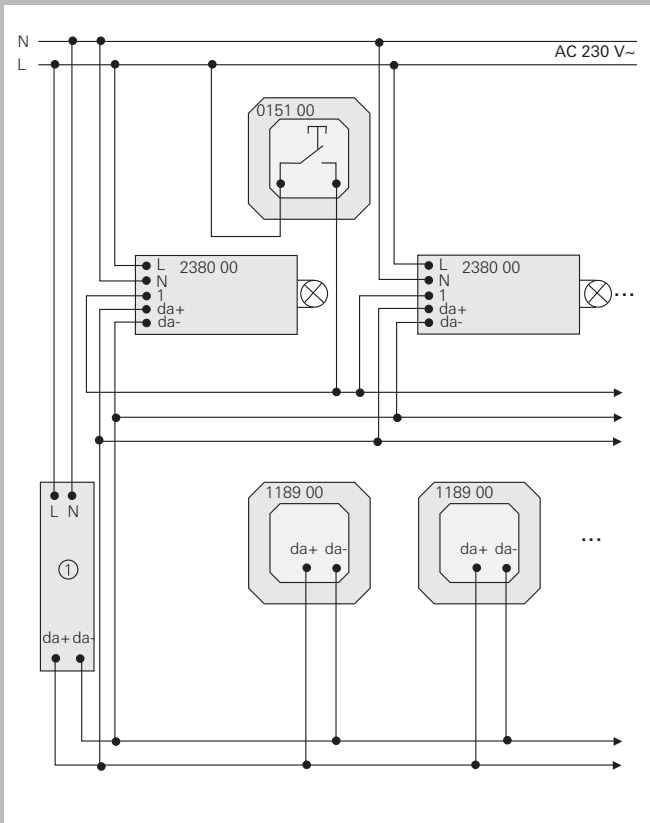 N
AC 230 V~
L
0151 00
L
2380 00
N
1
da+
da-
L
2380 00
N
1
da+
da-
...
L N
1
da+ da-
1189 00
da+ da-
1189 00
da+ da-
...